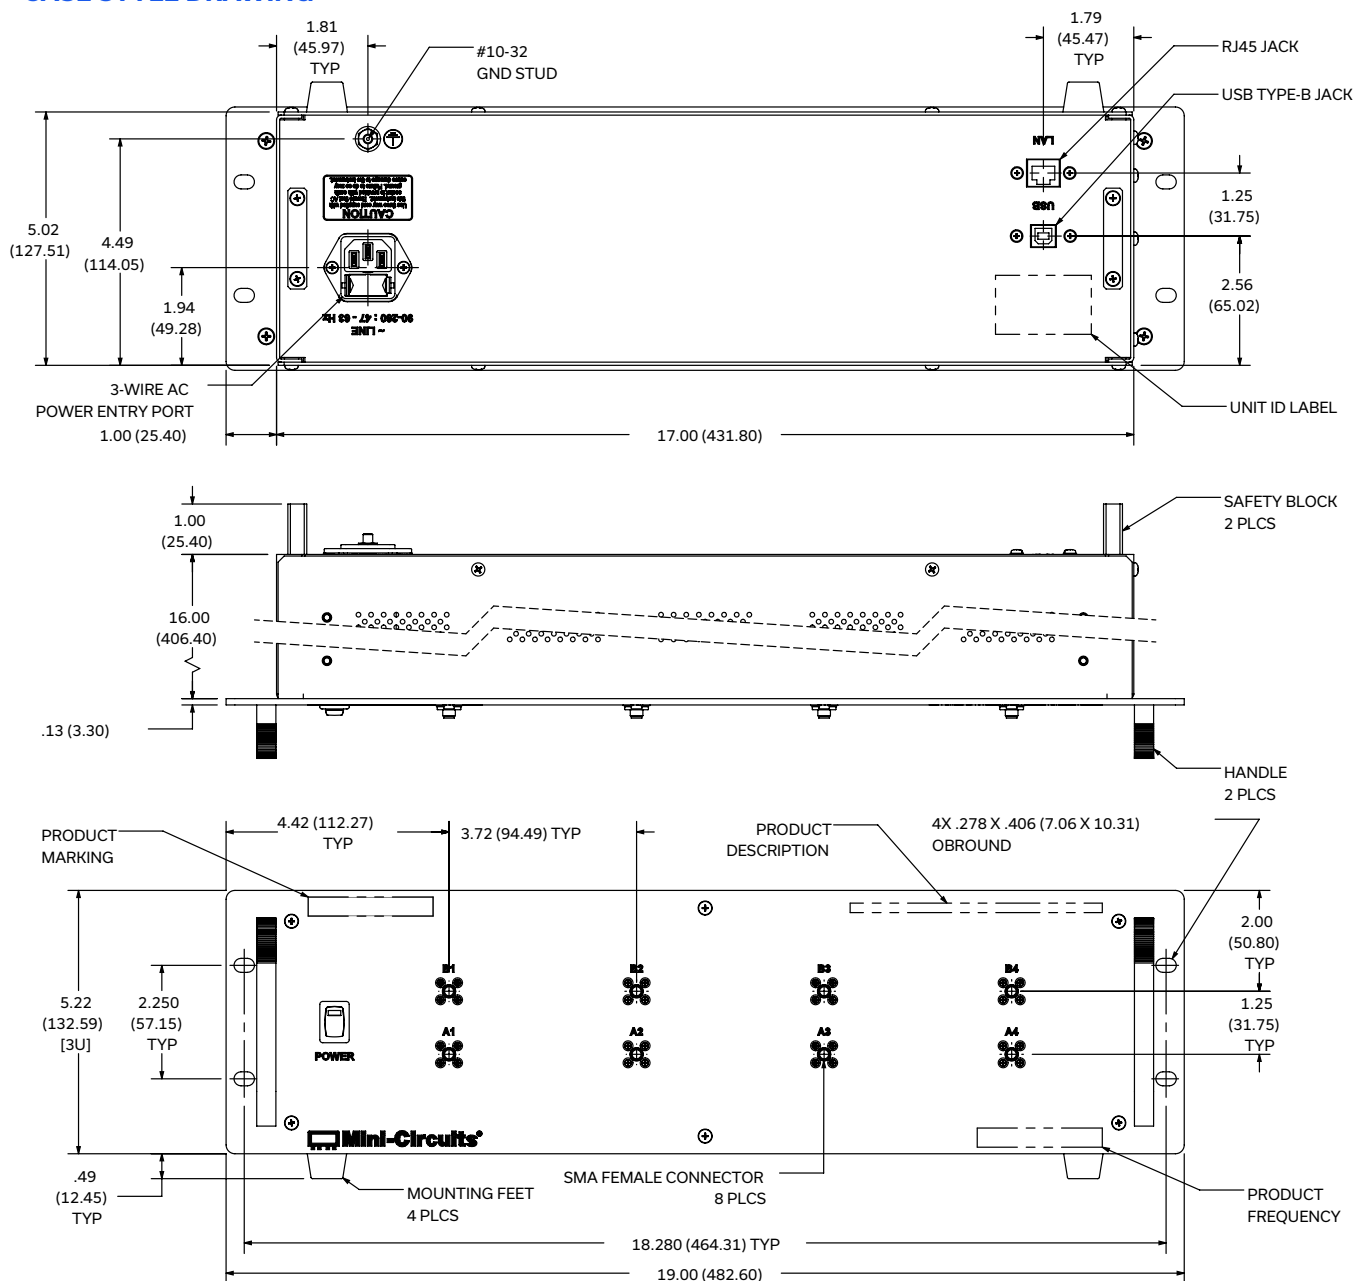 CASE STYLE DRAWING
1.81
(45.97)
TYP
#10-32
GND STUD
1.79
(45.47)
TYP
RJ45 JACK
USB TYPE-B JACK
LAN
USB
CAUTION
5.02
(127.51)
4.49
(114.05)
1.94
(49.28)
1.25
(31.75)
2.56
(65.02)
90-260 : 47 - 63 Hz
~ LINE
3-WIRE AC
POWER ENTRY PORT
UNIT ID LABEL
1.00 (25.40)
17.00 (431.80)
1.00
(25.40)
SAFETY BLOCK
2 PLCS
16.00
(406.40)
.13 (3.30)
HANDLE
2 PLCS
PRODUCT
MARKING
4.42 (112.27)
TYP
3.72 (94.49) TYP
PRODUCT
DESCRIPTION
4X .278 X .406 (7.06 X 10.31)
OBROUND
2.00
(50.80)
TYP
B1
B2
B3
B4
5.22
(132.59)
[3U]
2.250
(57.15)
TYP
1.25
(31.75)
TYP
A1
A2
A3
A4
POWER
Mini-Circuits®
.49
(12.45)
TYP
MOUNTING FEET
4 PLCS
SMA FEMALE CONNECTOR
8 PLCS
PRODUCT
FREQUENCY
18.280 (464.31) TYP
19.00 (482.60)